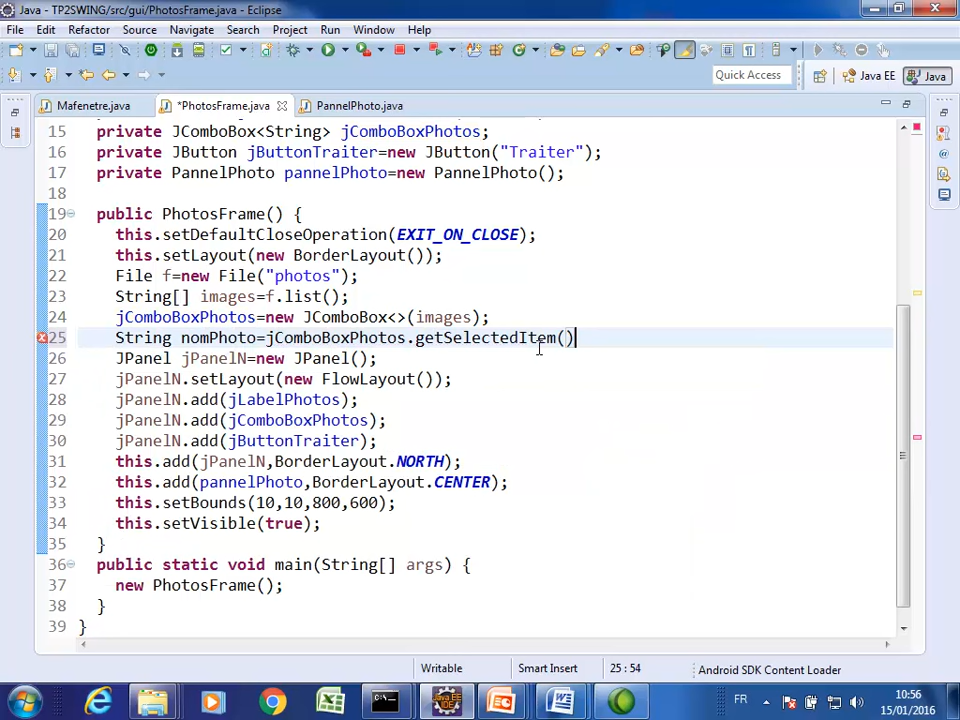 Java - TP2SWING/src/gui/PhotosFrame.java - Eclipse
File Edit Refactor Source Navigate Search Project Run Window Help
Quick Access Java EE Java
Mafenetre.java *PhotosFrame.java PannelPhoto.java
15 private JComboBox<String> jComboBoxPhotos;
16 private JButton jButtonTraiter=new JButton("Traiter");
17 private PannelPhoto pannelPhoto=new PannelPhoto();
18
19 public PhotosFrame() {
20 this.setDefaultCloseOperation(EXIT_ON_CLOSE);
21 this.setLayout(new BorderLayout());
22 File f=new File("photos");
23 String[] images=f.list();
24 jComboBoxPhotos=new JComboBox<>(images);
25 String nomPhoto=jComboBoxPhotos.getSelectedItem()
26 JPanel jPanelN=new JPanel();
27 jPanelN.setLayout(new FlowLayout());
28 jPanelN.add(jLabelPhotos);
29 jPanelN.add(jComboBoxPhotos);
30 jPanelN.add(jButtonTraiter);
31 this.add(jPanelN,BorderLayout.NORTH);
32 this.add(pannelPhoto,BorderLayout.CENTER);
33 this.setBounds(10,10,800,600);
34 this.setVisible(true);
35 }
36 public static void main(String[] args) {
37 new PhotosFrame();
38 }
39 }
Writable Smart Insert 25 : 54 Android SDK Content Loader
FR 10:56
15/01/2016